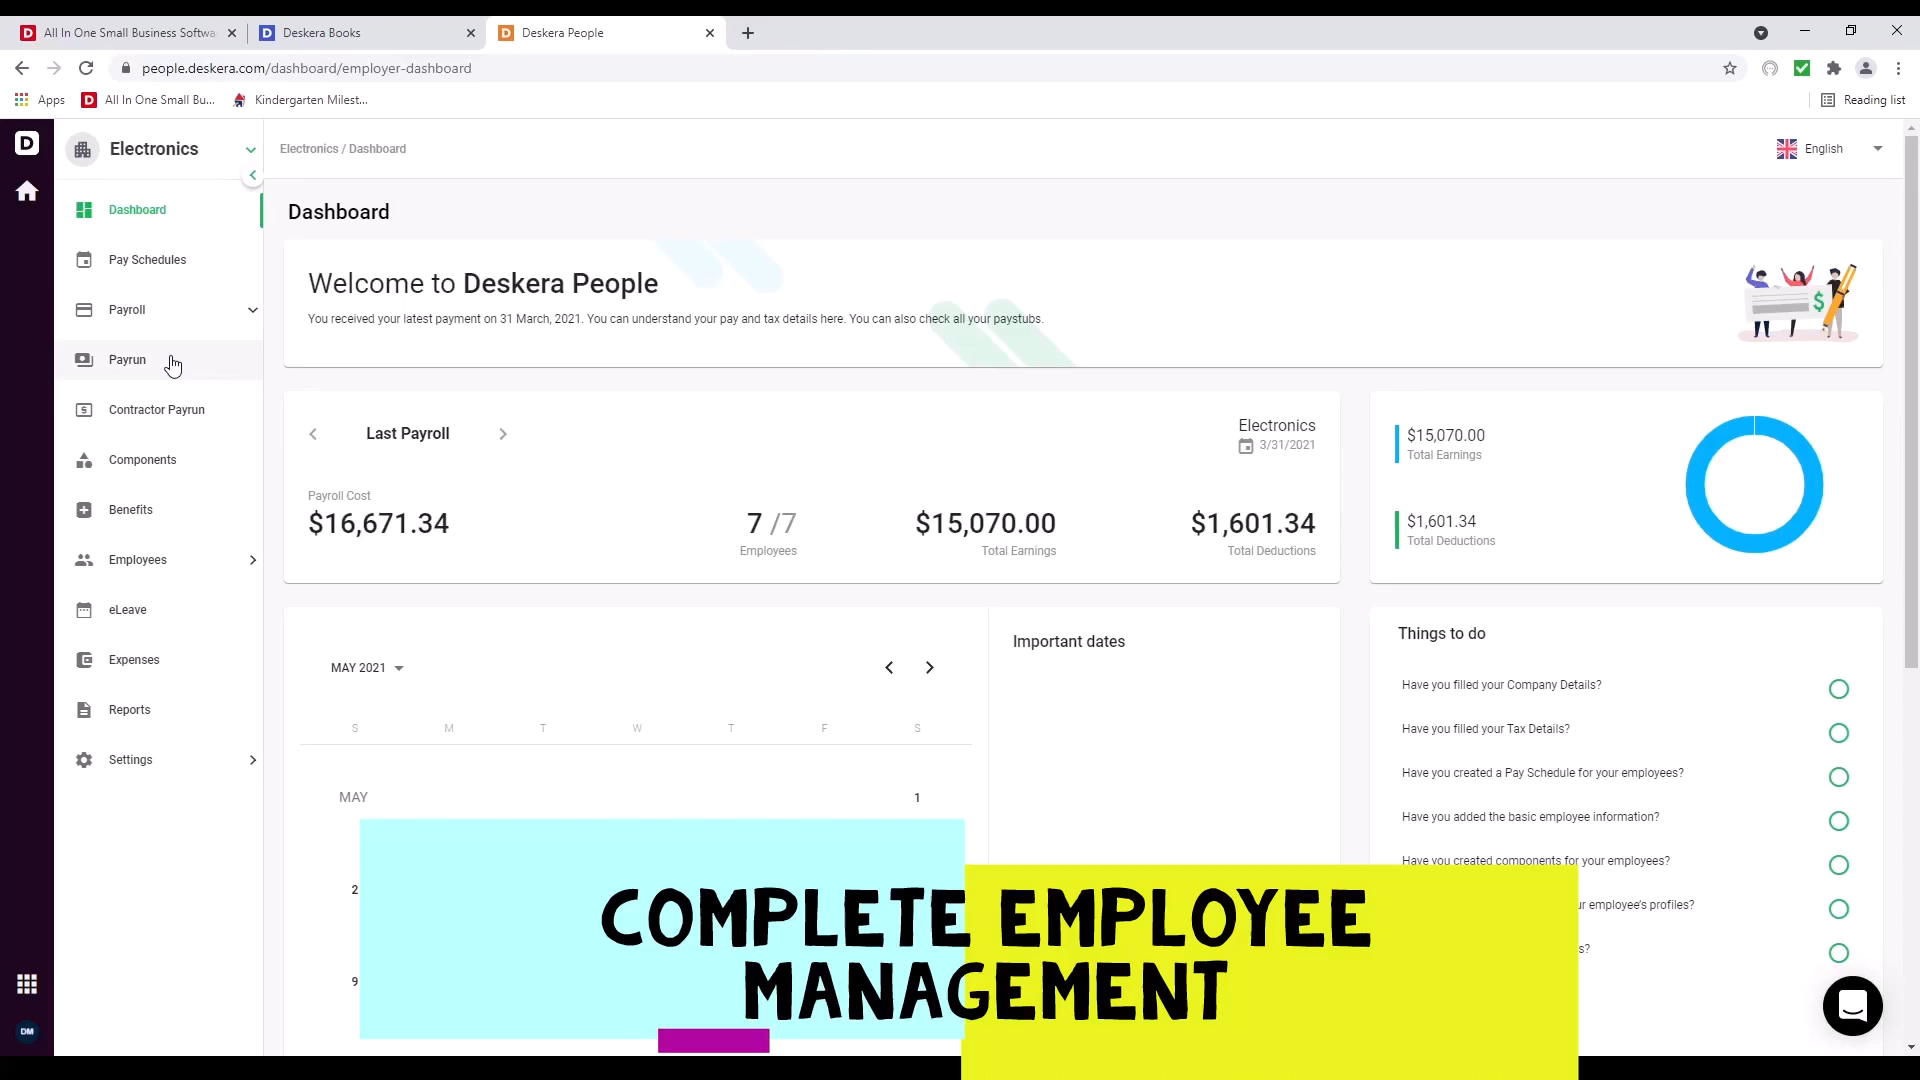 All In One Small Business Softwa
Deskera Books
Deskera People
people.deskera.com/dashboard/employer-dashboard
Apps
All In One Small Bu...
Kindergarten Milest...
Reading list
D
Electronics
Electronics / Dashboard
English
Dashboard
Pay Schedules
Payroll
Payrun
Contractor Payrun
Components
Benefits
Employees
eLeave
Expenses
Reports
Settings
DM
Dashboard
Welcome to Deskera People
You received your latest payment on 31 March, 2021. You can understand your pay and tax details here. You can also check all your paystubs.
Last Payroll
Electronics
3/31/2021
Payroll Cost
$16,671.34
7 /7
Employees
$15,070.00
Total Earnings
$1,601.34
Total Deductions
$15,070.00
Total Earnings
$1,601.34
Total Deductions
MAY 2021
S M T W T F S
MAY 1
2
9
Important dates
Things to do
Have you filled your Company Details?
Have you filled your Tax Details?
Have you created a Pay Schedule for your employees?
Have you added the basic employee information?
Have you created components for your employees?
r employee's profiles?
s?
COMPLETE EMPLOYEE
MANAGEMENT